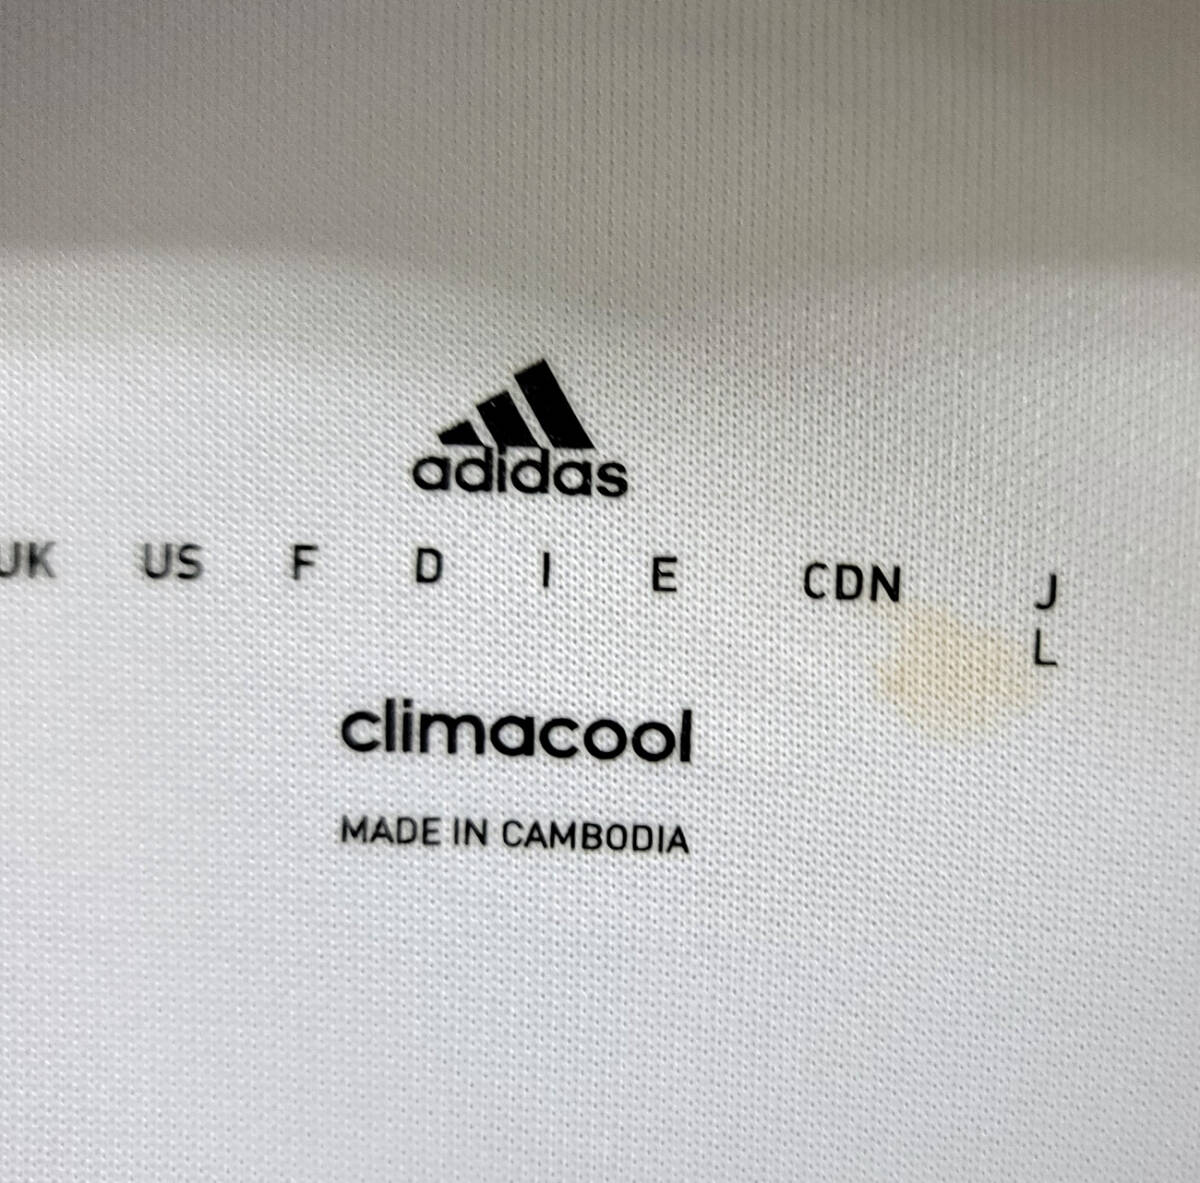 adidas
UK US F D I E CDN J
L
climacool
MADE IN CAMBODIA